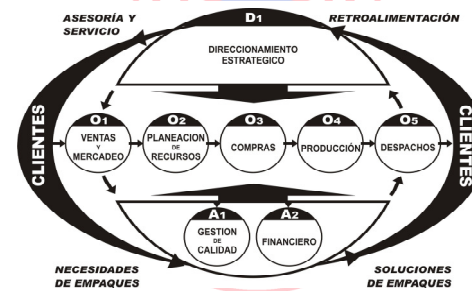 ASESORÍA Y
SERVICIO
D1
RETROALIMENTACIÓN
DIRECCIONAMIENTO
ESTRATEGICO
CLIENTES
O1
VENTAS
Y
MERCADEO
O2
PLANEACION
DE
RECURSOS
O3
COMPRAS
O4
PRODUCCIÓN
O5
DESPACHOS
CLIENTES
A1
GESTION
DE
CALIDAD
A2
FINANCIERO
NECESIDADES
DE EMPAQUES
SOLUCIONES
DE EMPAQUES